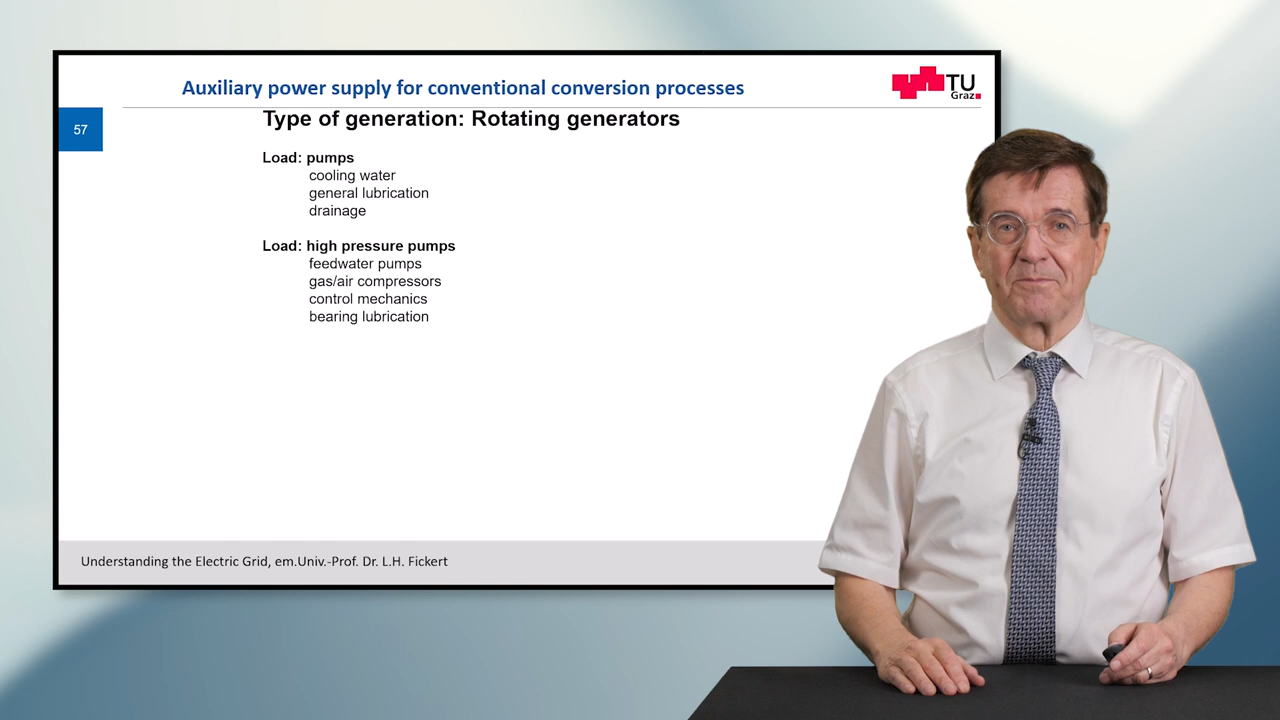 Auxiliary power supply for conventional conversion processes
TU
Graz
57
Type of generation: Rotating generators
Load: pumps
cooling water
general lubrication
drainage
Load: high pressure pumps
feedwater pumps
gas/air compressors
control mechanics
bearing lubrication
Understanding the Electric Grid, em.Univ.-Prof. Dr. L.H. Fickert